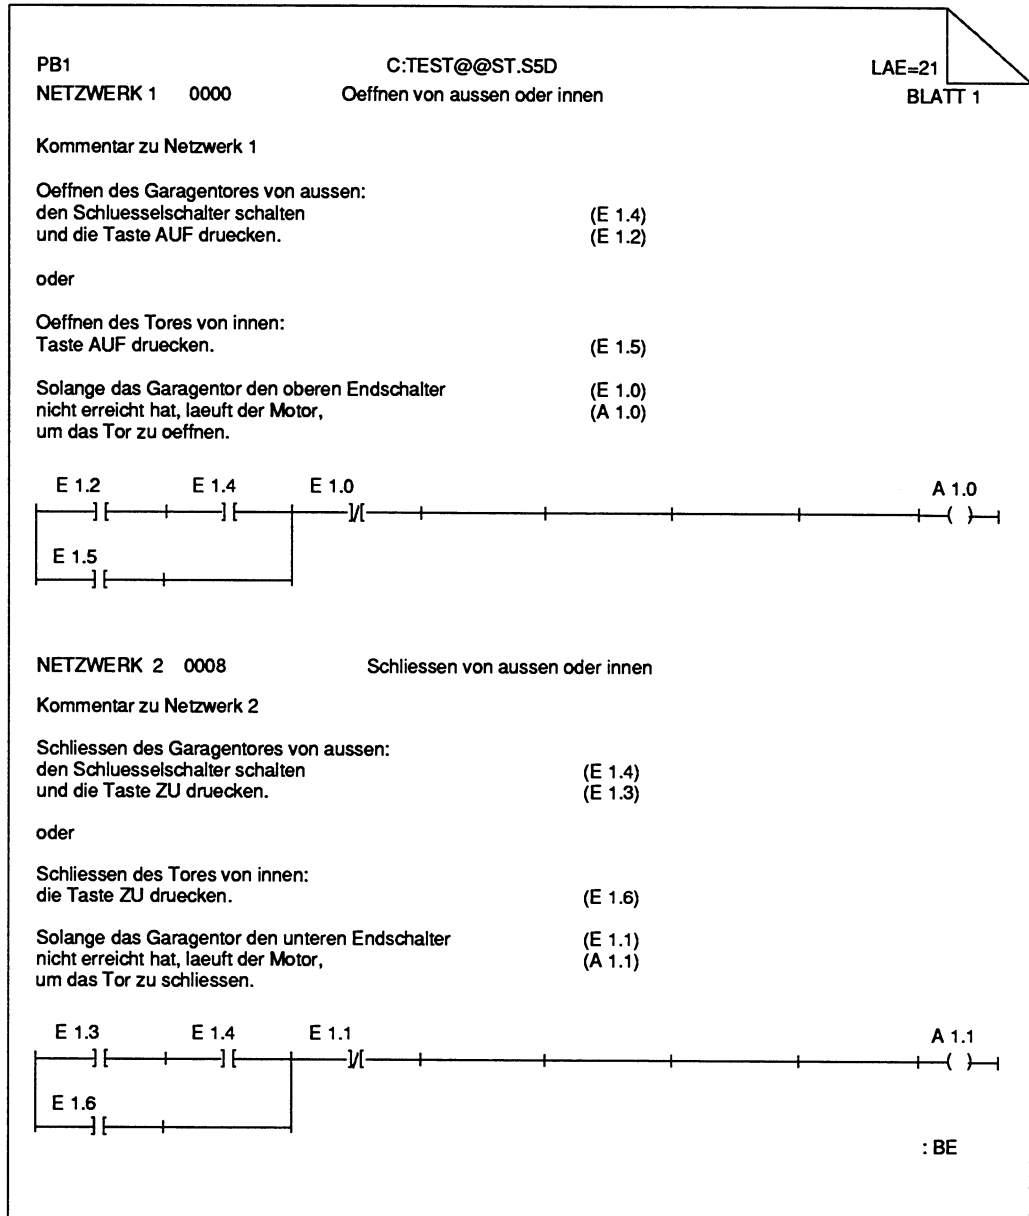 PB1 C:TEST@@ST.S5D LAE=21
NETZWERK 1 0000 Oeffnen von aussen oder innen BLATT 1
Kommentar zu Netzwerk 1
Oeffnen des Garagentores von aussen:
den Schluesselschalter schalten (E 1.4)
und die Taste AUF druecken. (E 1.2)
oder
Oeffnen des Tores von innen:
Taste AUF druecken. (E 1.5)
Solange das Garagentor den oberen Endschalter (E 1.0)
nicht erreicht hat, laeuft der Motor, (A 1.0)
um das Tor zu oeffnen.
E 1.2 E 1.4 E 1.0 A 1.0
E 1.5
NETZWERK 2 0008 Schliessen von aussen oder innen
Kommentar zu Netzwerk 2
Schliessen des Garagentores von aussen:
den Schluesselschalter schalten (E 1.4)
und die Taste ZU druecken. (E 1.3)
oder
Schliessen des Tores von innen:
die Taste ZU druecken. (E 1.6)
Solange das Garagentor den unteren Endschalter (E 1.1)
nicht erreicht hat, laeuft der Motor, (A 1.1)
um das Tor zu schliessen.
E 1.3 E 1.4 E 1.1 A 1.1
E 1.6
: BE